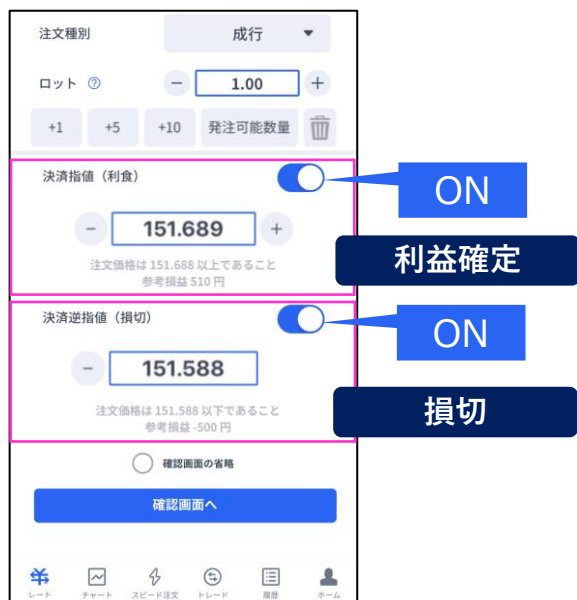 注文種別 成行
ロット ? − 1.00 +
+1 +5 +10 発注可能数量
決済指値（利食）
ON
− 151.689 +
利益確定
注文価格は 151.688 以上であること
参考損益 510 円
決済逆指値（損切）
ON
− 151.588
損切
注文価格は 151.588 以下であること
参考損益 -500 円
確認画面の省略
確認画面へ
レート チャート スピード注文 トレード 履歴 ホーム